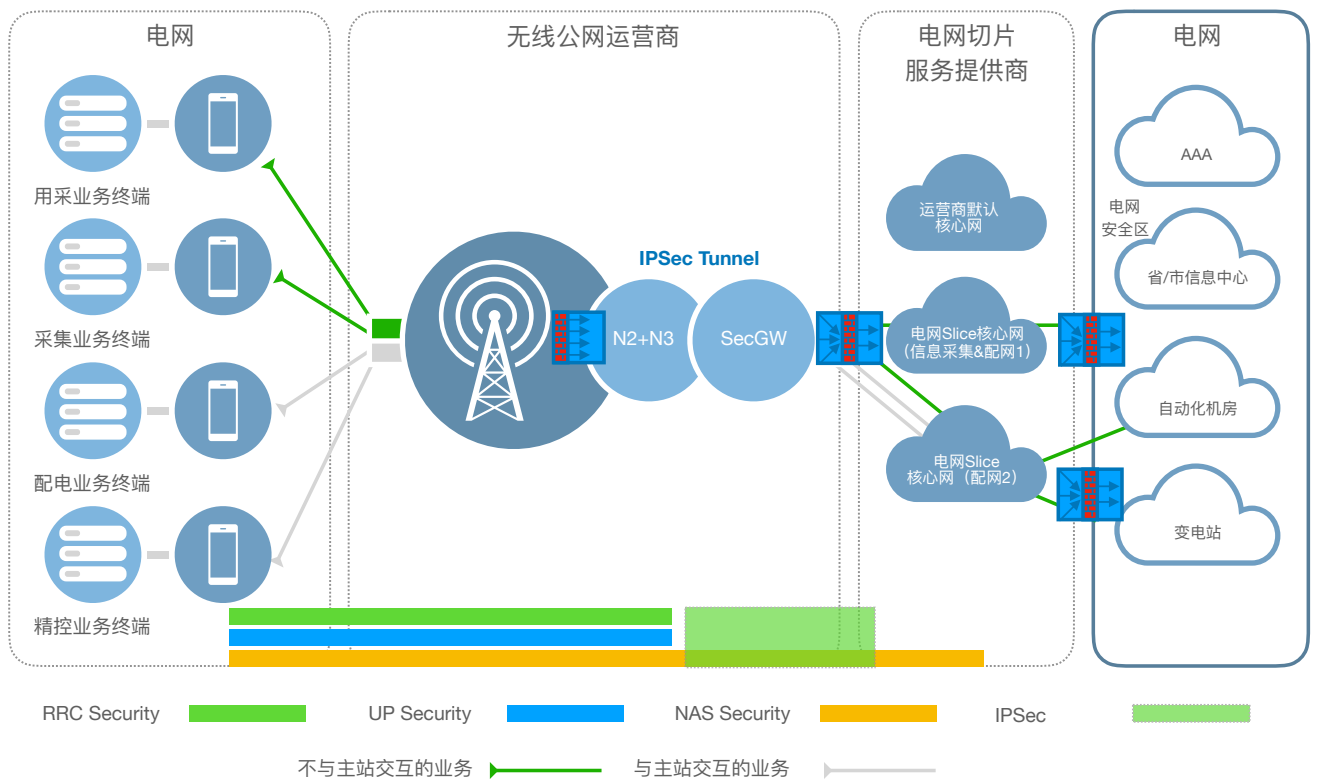 电网
无线公网运营商
电网切片
服务提供商
电网
用采业务终端
采集业务终端
配电业务终端
精控业务终端
IPSec Tunnel
N2+N3
SecGW
运营商默认
核心网
电网Slice核心网
（信息采集&配网1）
电网Slice
核心网（配网2）
AAA
电网
安全区
省/市信息中心
自动化机房
变电站
RRC Security
UP Security
NAS Security
IPSec
不与主站交互的业务
与主站交互的业务